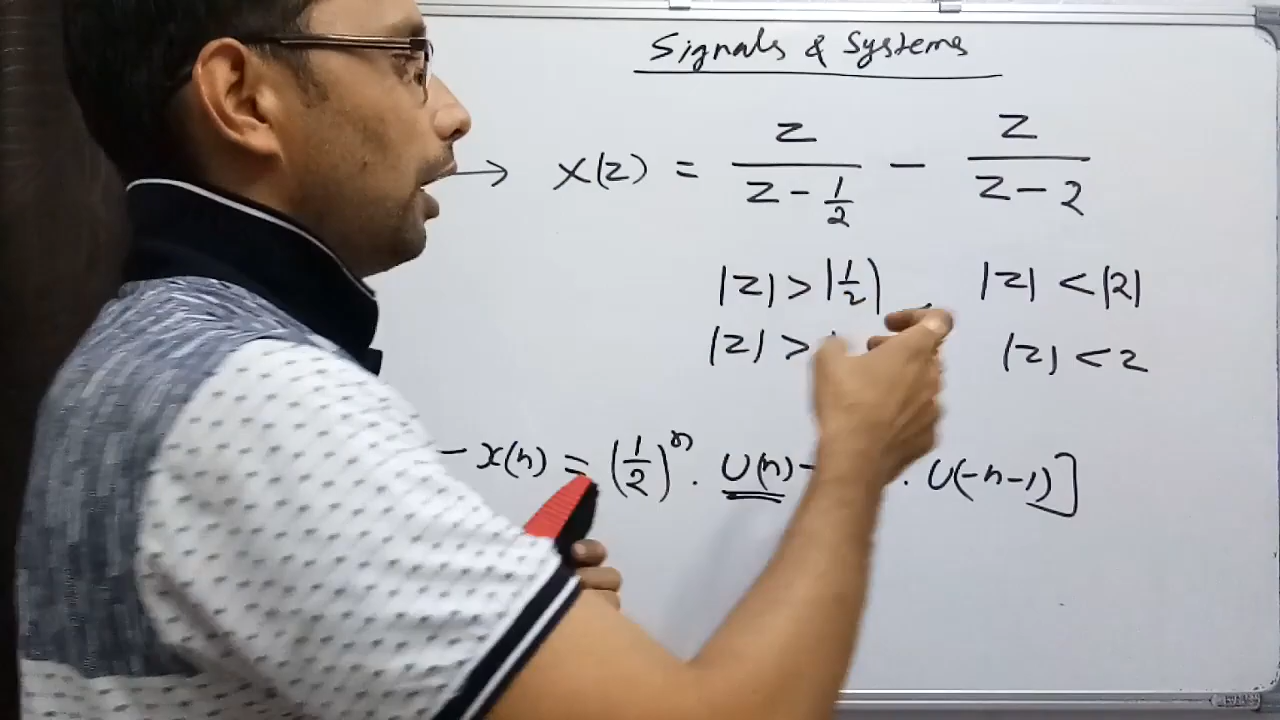 Signals & Systems
→ X(z) = z / (z - 1/2) - z / (z - 2)
|z| > |1/2| |z| < |2|
|z| > |z| < 2
- x(n) = (1/2)^n . U(n) - . U(-n-1)]